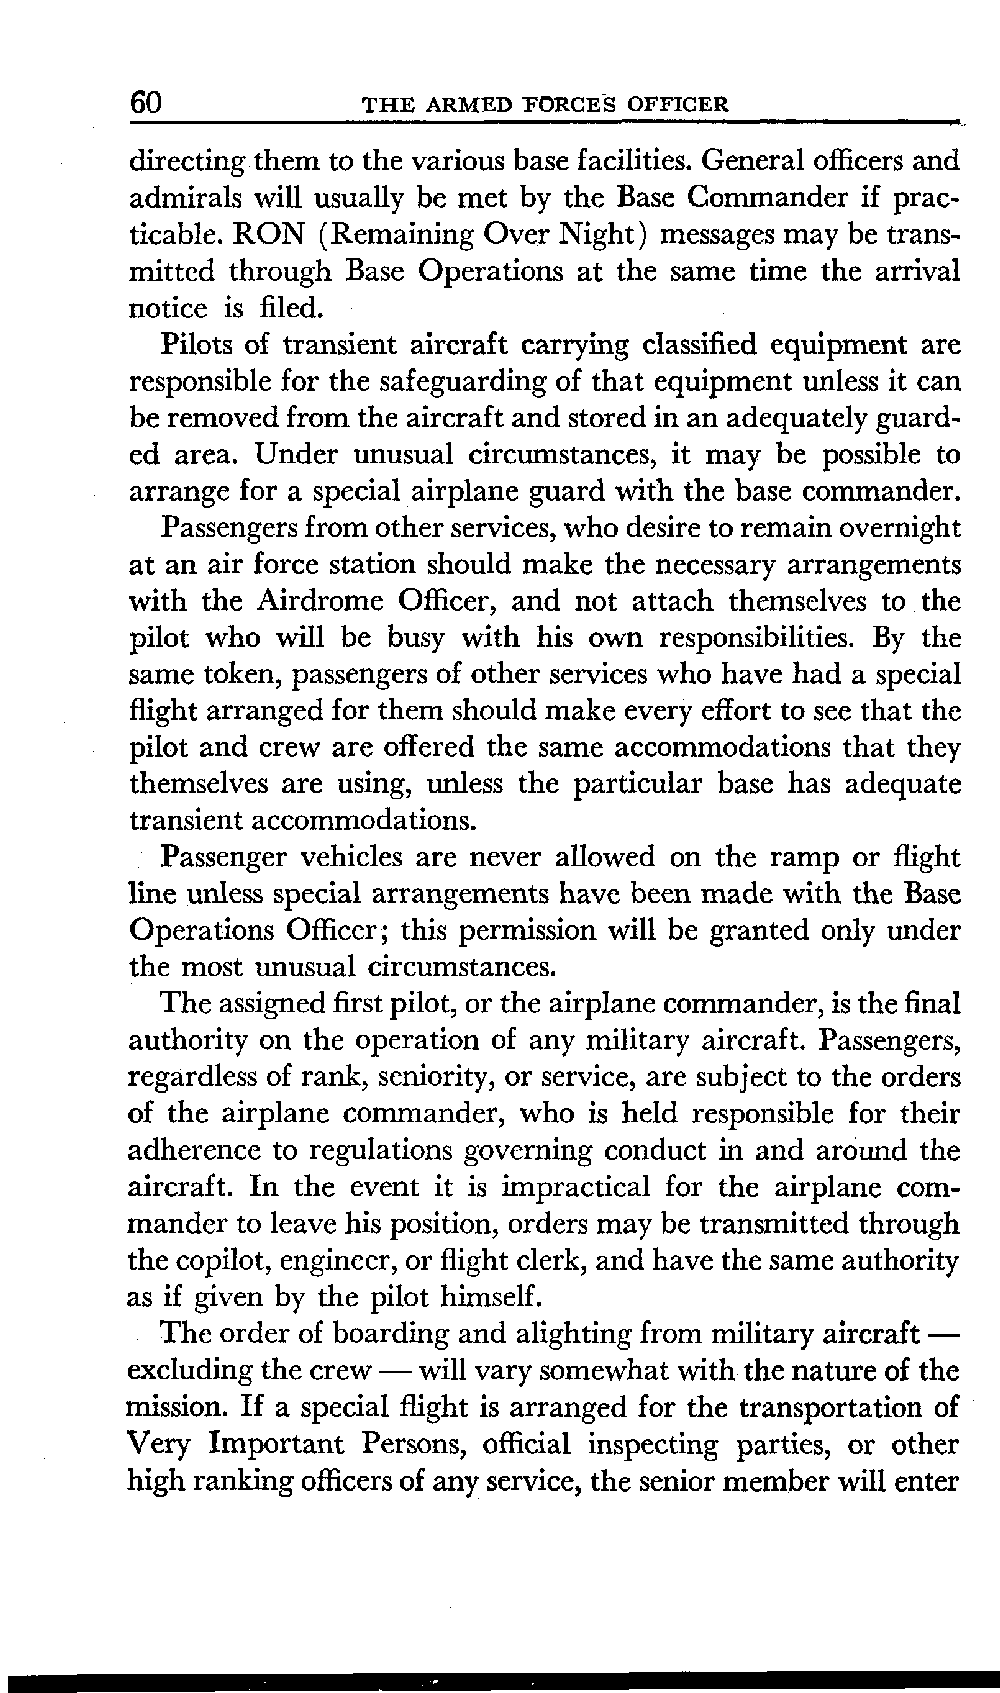 60 THE ARMED FORCES OFFICER
directing them to the various base facilities. General officers and
admirals will usually be met by the Base Commander if prac-
ticable. RON (Remaining Over Night) messages may be trans-
mitted through Base Operations at the same time the arrival
notice is filed.
Pilots of transient aircraft carrying classified equipment are
responsible for the safeguarding of that equipment unless it can
be removed from the aircraft and stored in an adequately guard-
ed area. Under unusual circumstances, it may be possible to
arrange for a special airplane guard with the base commander.
Passengers from other services, who desire to remain overnight
at an air force station should make the necessary arrangements
with the Airdrome Officer, and not attach themselves to the
pilot who will be busy with his own responsibilities. By the
same token, passengers of other services who have had a special
flight arranged for them should make every effort to see that the
pilot and crew are offered the same accommodations that they
themselves are using, unless the particular base has adequate
transient accommodations.
Passenger vehicles are never allowed on the ramp or flight
line unless special arrangements have been made with the Base
Operations Officer; this permission will be granted only under
the most unusual circumstances.
The assigned first pilot, or the airplane commander, is the final
authority on the operation of any military aircraft. Passengers,
regardless of rank, seniority, or service, are subject to the orders
of the airplane commander, who is held responsible for their
adherence to regulations governing conduct in and around the
aircraft. In the event it is impractical for the airplane com-
mander to leave his position, orders may be transmitted through
the copilot, engineer, or flight clerk, and have the same authority
as if given by the pilot himself.
The order of boarding and alighting from military aircraft —
excluding the crew — will vary somewhat with the nature of the
mission. If a special flight is arranged for the transportation of
Very Important Persons, official inspecting parties, or other
high ranking officers of any service, the senior member will enter